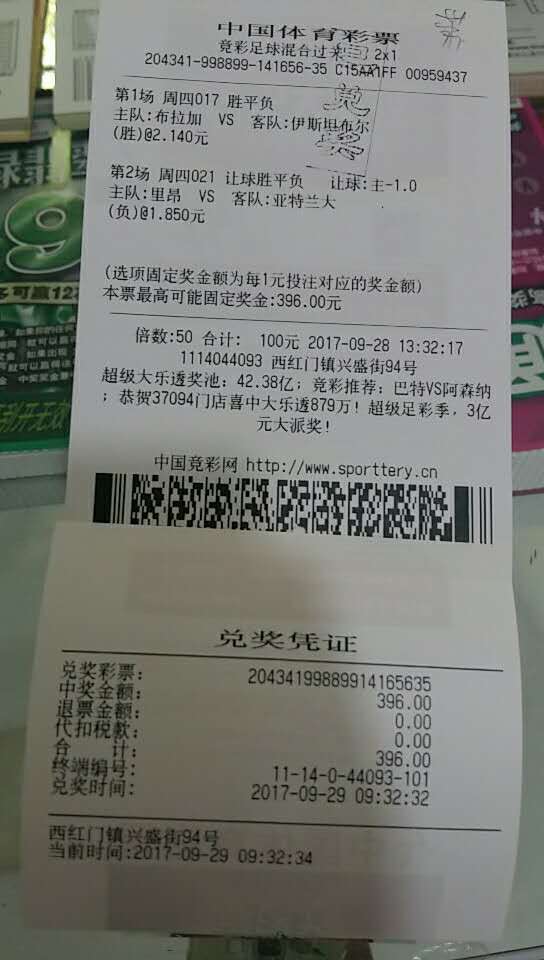 中国体育彩票
竞彩足球混合过关 2x1
204341-998899-141656-35 C15AA1FF 00959437
已兑奖
第1场 周四017 胜平负
主队:布拉加 VS 客队:伊斯坦布尔
(胜)@2.140元
第2场 周四021 让球胜平负 让球:主-1.0
主队:里昂 VS 客队:亚特兰大
(负)@1.850元
(选项固定奖金额为每1元投注对应的奖金额)
本票最高可能固定奖金:396.00元
倍数:50 合计: 100元 2017-09-28 13:32:17
1114044093 西红门镇兴盛街94号
超级大乐透奖池: 42.38亿; 竞彩推荐: 巴特VS阿森纳
; 恭贺37094门店喜中大乐透879万! 超级足彩季, 3亿
元大派奖!
中国竞彩网 http://www.sporttery.cn
兑奖凭证
兑奖彩票: 20434199889914165635
中奖金额: 396.00
退票金额: 0.00
代扣税款: 0.00
合 计: 396.00
终端编号: 11-14-0-44093-101
兑奖时间: 2017-09-29 09:32:32
西红门镇兴盛街94号
当前时间:2017-09-29 09:32:34
9